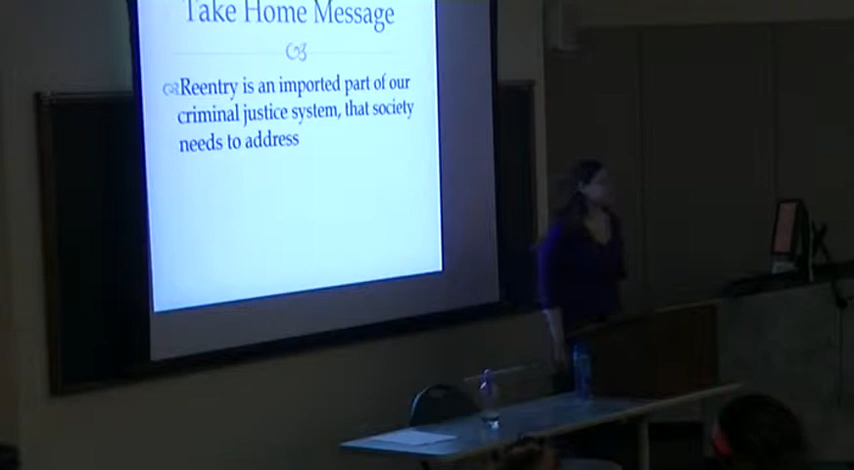 Take Home Message
Reentry is an imported part of our
criminal justice system, that society
needs to address